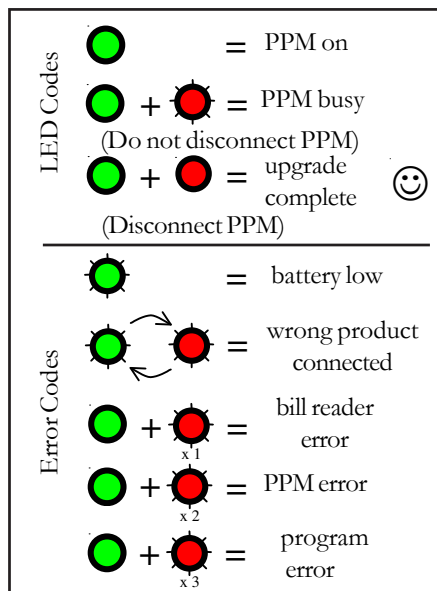 LED Codes
= PPM on
+ = PPM busy
(Do not disconnect PPM)
+ = upgrade
complete
(Disconnect PPM)
Error Codes
= battery low
= wrong product
connected
+ = bill reader
error
x 1
+ = PPM error
x 2
+ = program
error
x 3